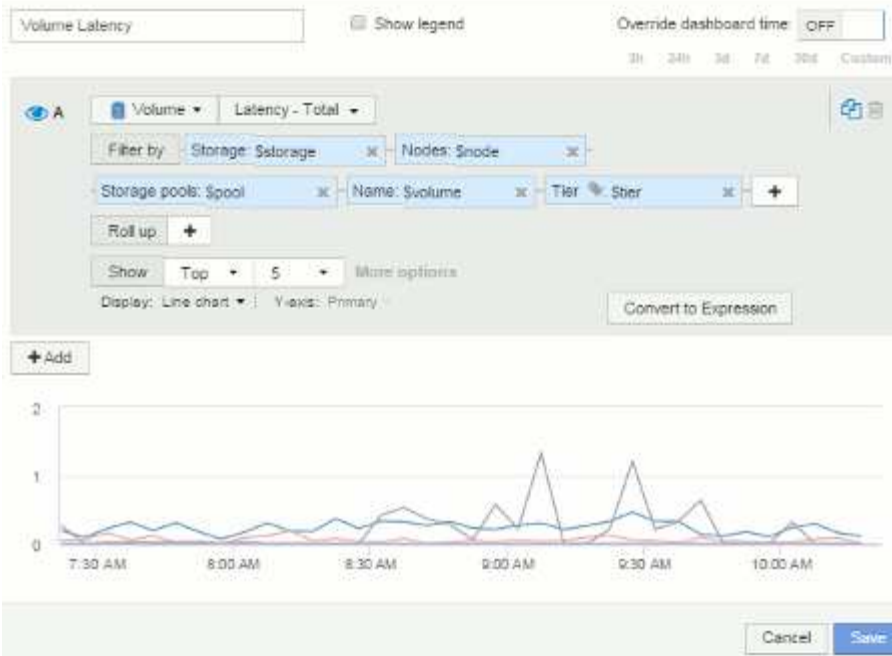 Volume Latency Show legend Override dashboard time: OFF
3h 24h 3d 7d 30d Custom
A Volume Latency - Total
Filter by Storage: $storage Nodes: $node
Storage pools: $pool Name: $volume Tier $tier +
Roll up +
Show Top 5 More options
Display: Line chart Y-axis: Primary Convert to Expression
+ Add
2
1
0
7:30 AM 8:00 AM 8:30 AM 9:00 AM 9:30 AM 10:00 AM
Cancel Save